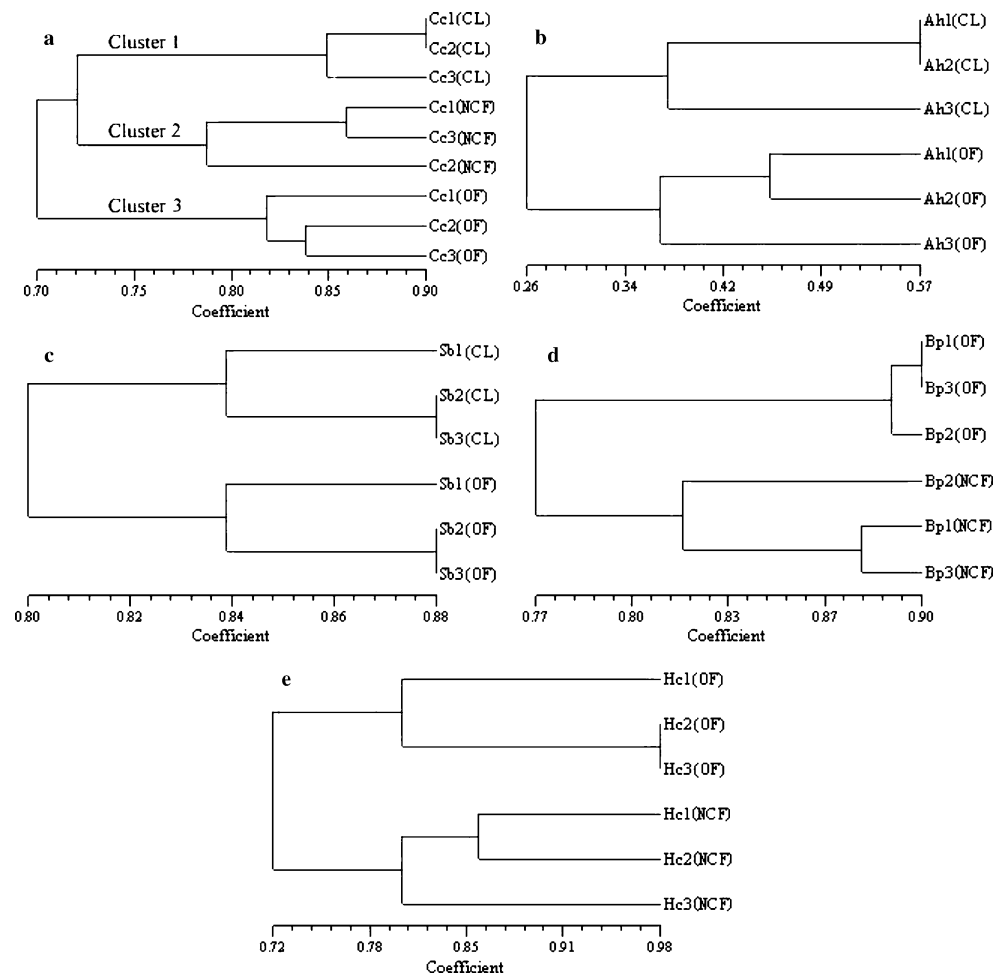 a
Cluster 1
Cluster 2
Cluster 3
Cc1(CL)
Cc2(CL)
Cc3(CL)
Cc1(NCF)
Cc3(NCF)
Cc2(NCF)
Cc1(OF)
Cc2(OF)
Cc3(OF)
0.70 0.75 0.80 0.85 0.90
Coefficient
b
Ah1(CL)
Ah2(CL)
Ah3(CL)
Ah1(OF)
Ah2(OF)
Ah3(OF)
0.26 0.34 0.42 0.49 0.57
Coefficient
c
Sb1(CL)
Sb2(CL)
Sb3(CL)
Sb1(OF)
Sb2(OF)
Sb3(OF)
0.80 0.82 0.84 0.86 0.88
Coefficient
d
Bp1(OF)
Bp3(OF)
Bp2(OF)
Bp2(NCF)
Bp1(NCF)
Bp3(NCF)
0.77 0.80 0.83 0.87 0.90
Coefficient
e
Hc1(OF)
Hc2(OF)
Hc3(OF)
Hc1(NCF)
Hc2(NCF)
Hc3(NCF)
0.72 0.78 0.85 0.91 0.98
Coefficient